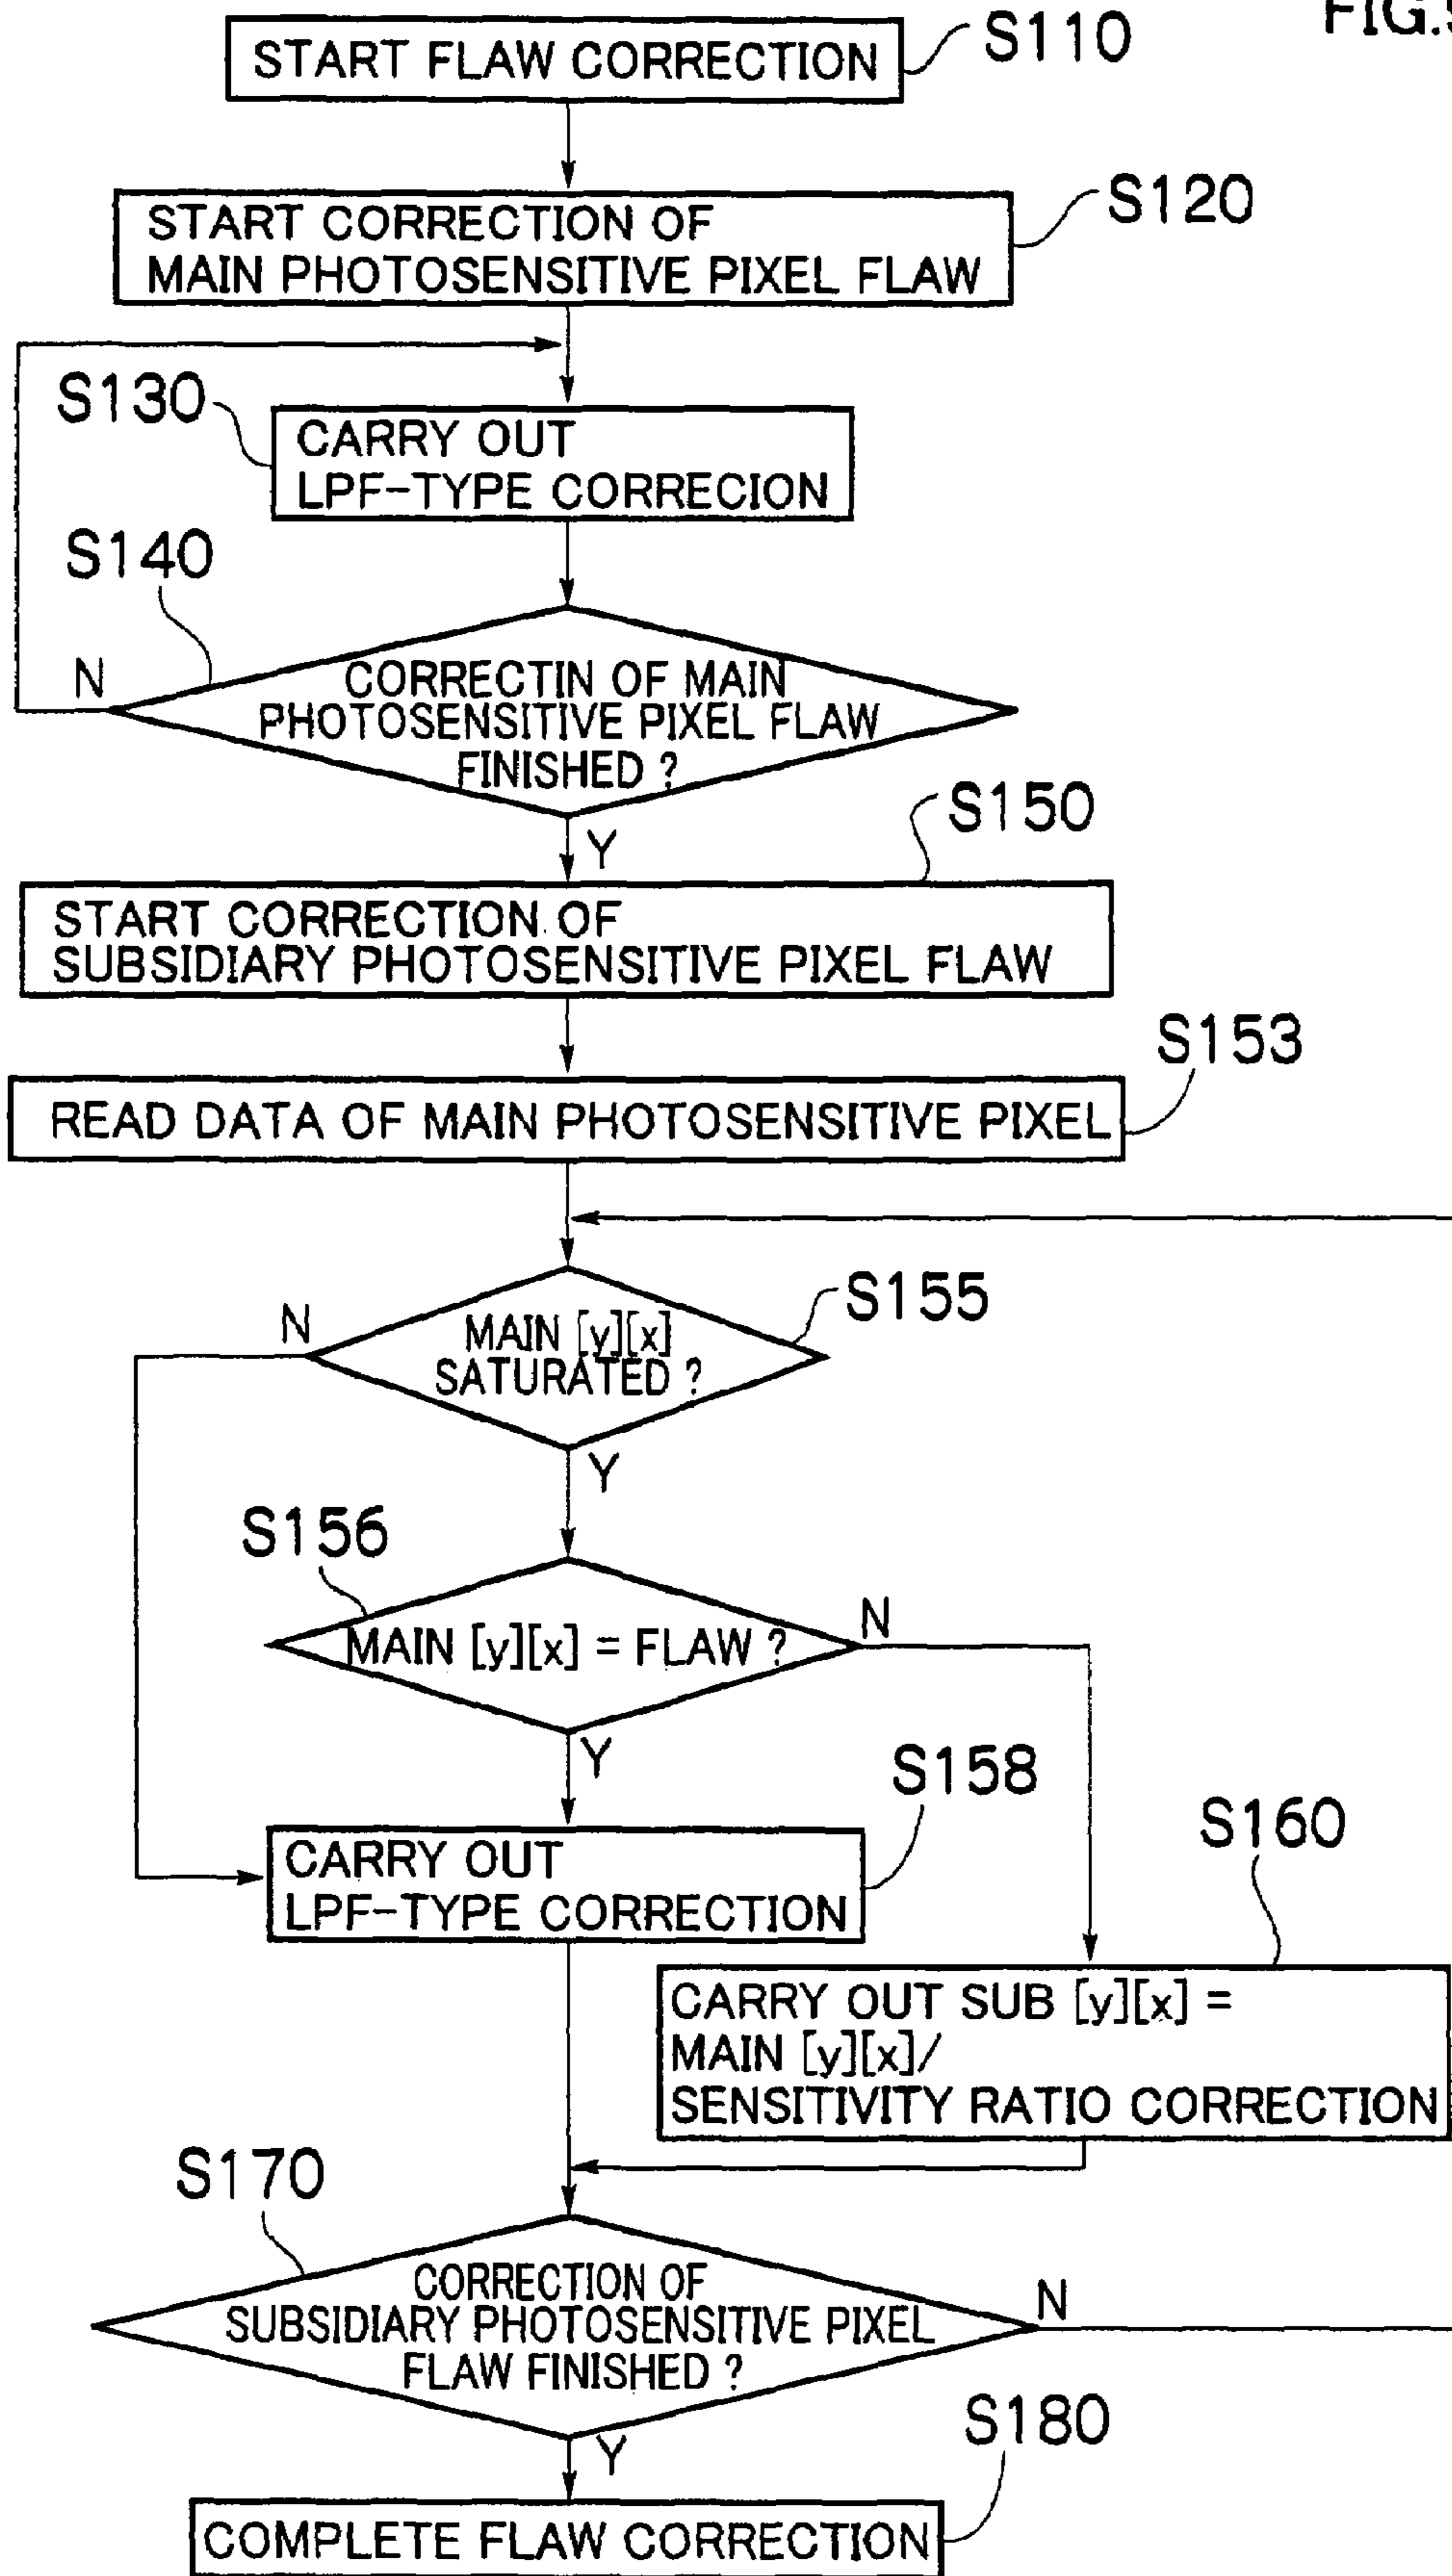 FIG.
START FLAW CORRECTION
S110
START CORRECTION OF
MAIN PHOTOSENSITIVE PIXEL FLAW
S120
S130
CARRY OUT
LPF-TYPE CORRECION
S140
N
CORRECTIN OF MAIN
PHOTOSENSITIVE PIXEL FLAW
FINISHED ?
Y
S150
START CORRECTION OF
SUBSIDIARY PHOTOSENSITIVE PIXEL FLAW
S153
READ DATA OF MAIN PHOTOSENSITIVE PIXEL
S155
N
MAIN [y][x]
SATURATED ?
Y
S156
MAIN [y][x] = FLAW ?
N
Y
S158
CARRY OUT
LPF-TYPE CORRECTION
S160
CARRY OUT SUB [y][x] =
MAIN [y][x]/
SENSITIVITY RATIO CORRECTION
S170
CORRECTION OF
SUBSIDIARY PHOTOSENSITIVE PIXEL
FLAW FINISHED ?
N
Y
S180
COMPLETE FLAW CORRECTION